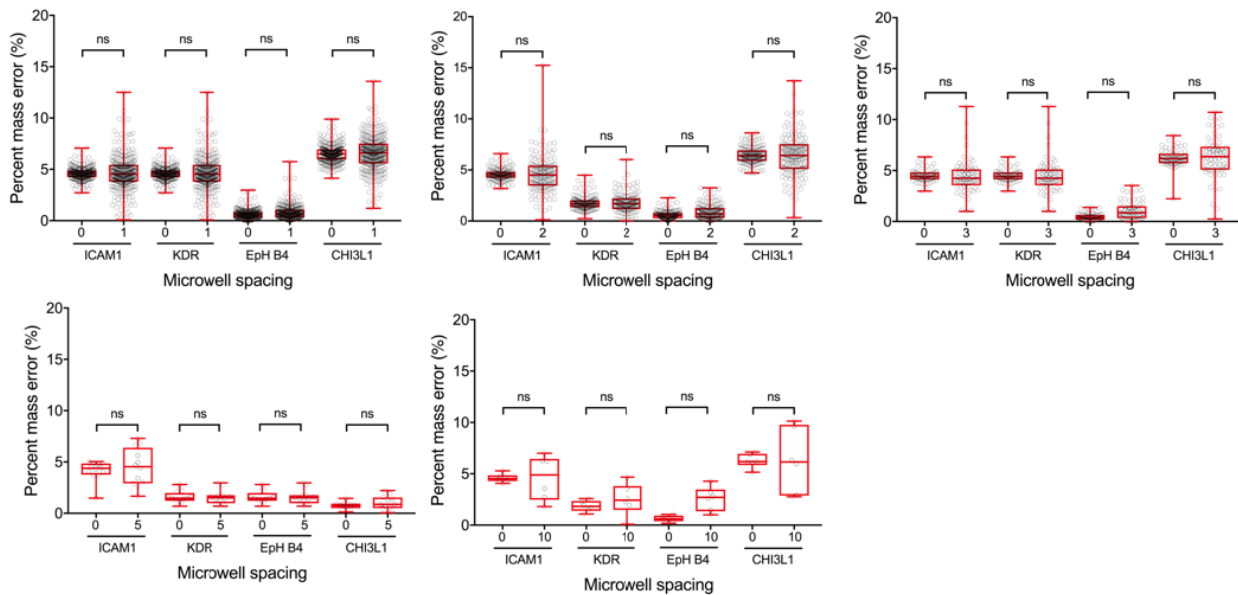 Percent mass error (%)
20
15
10
5
0
ns ns ns ns
0 1 0 1 0 1 0 1
ICAM1 KDR EpH B4 CHI3L1
Microwell spacing
Percent mass error (%)
20
15
10
5
0
ns ns ns ns
0 2 0 2 0 2 0 2
ICAM1 KDR EpH B4 CHI3L1
Microwell spacing
Percent mass error (%)
20
15
10
5
0
ns ns ns ns
0 3 0 3 0 3 0 3
ICAM1 KDR EpH B4 CHI3L1
Microwell spacing
Percent mass error (%)
20
15
10
5
0
ns ns ns ns
0 5 0 5 0 5 0 5
ICAM1 KDR EpH B4 CHI3L1
Microwell spacing
Percent mass error (%)
20
15
10
5
0
ns ns ns ns
0 10 0 10 0 10 0 10
ICAM1 KDR EpH B4 CHI3L1
Microwell spacing